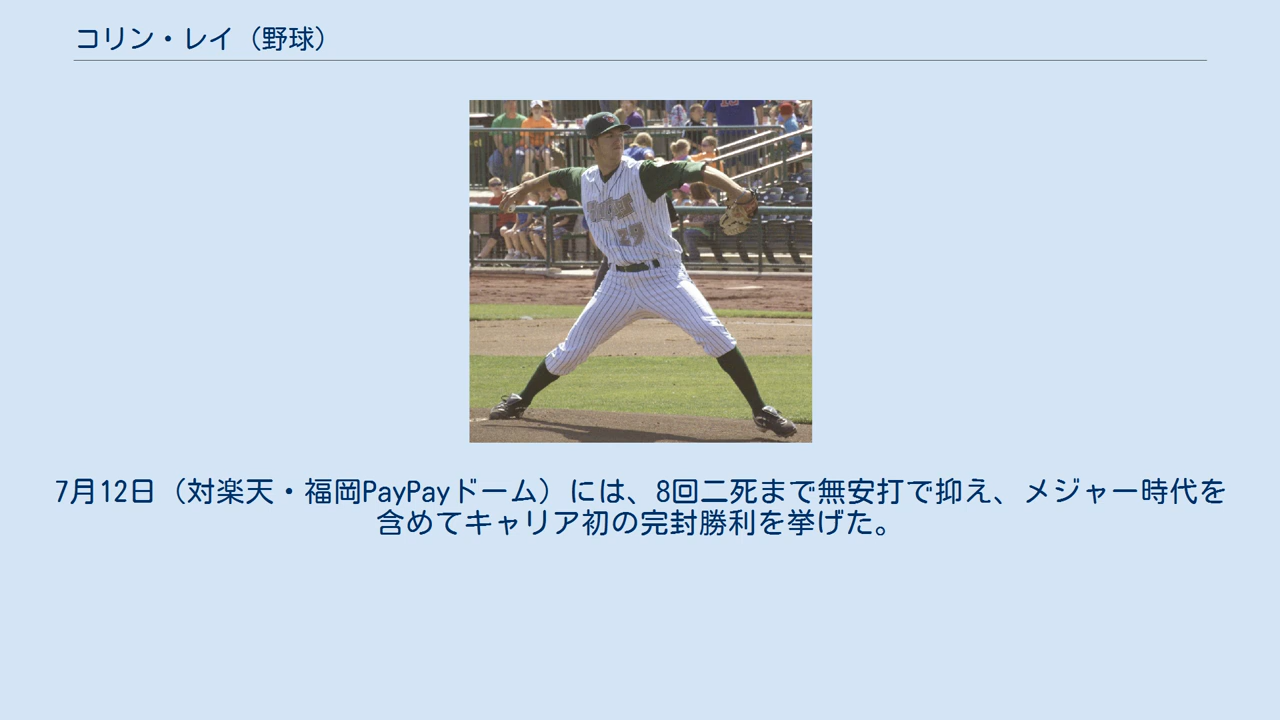 コリン・レイ（野球）
7月12日（対楽天・福岡PayPayドーム）には、8回二死まで無安打で抑え、メジャー時代を
含めてキャリア初の完封勝利を挙げた。